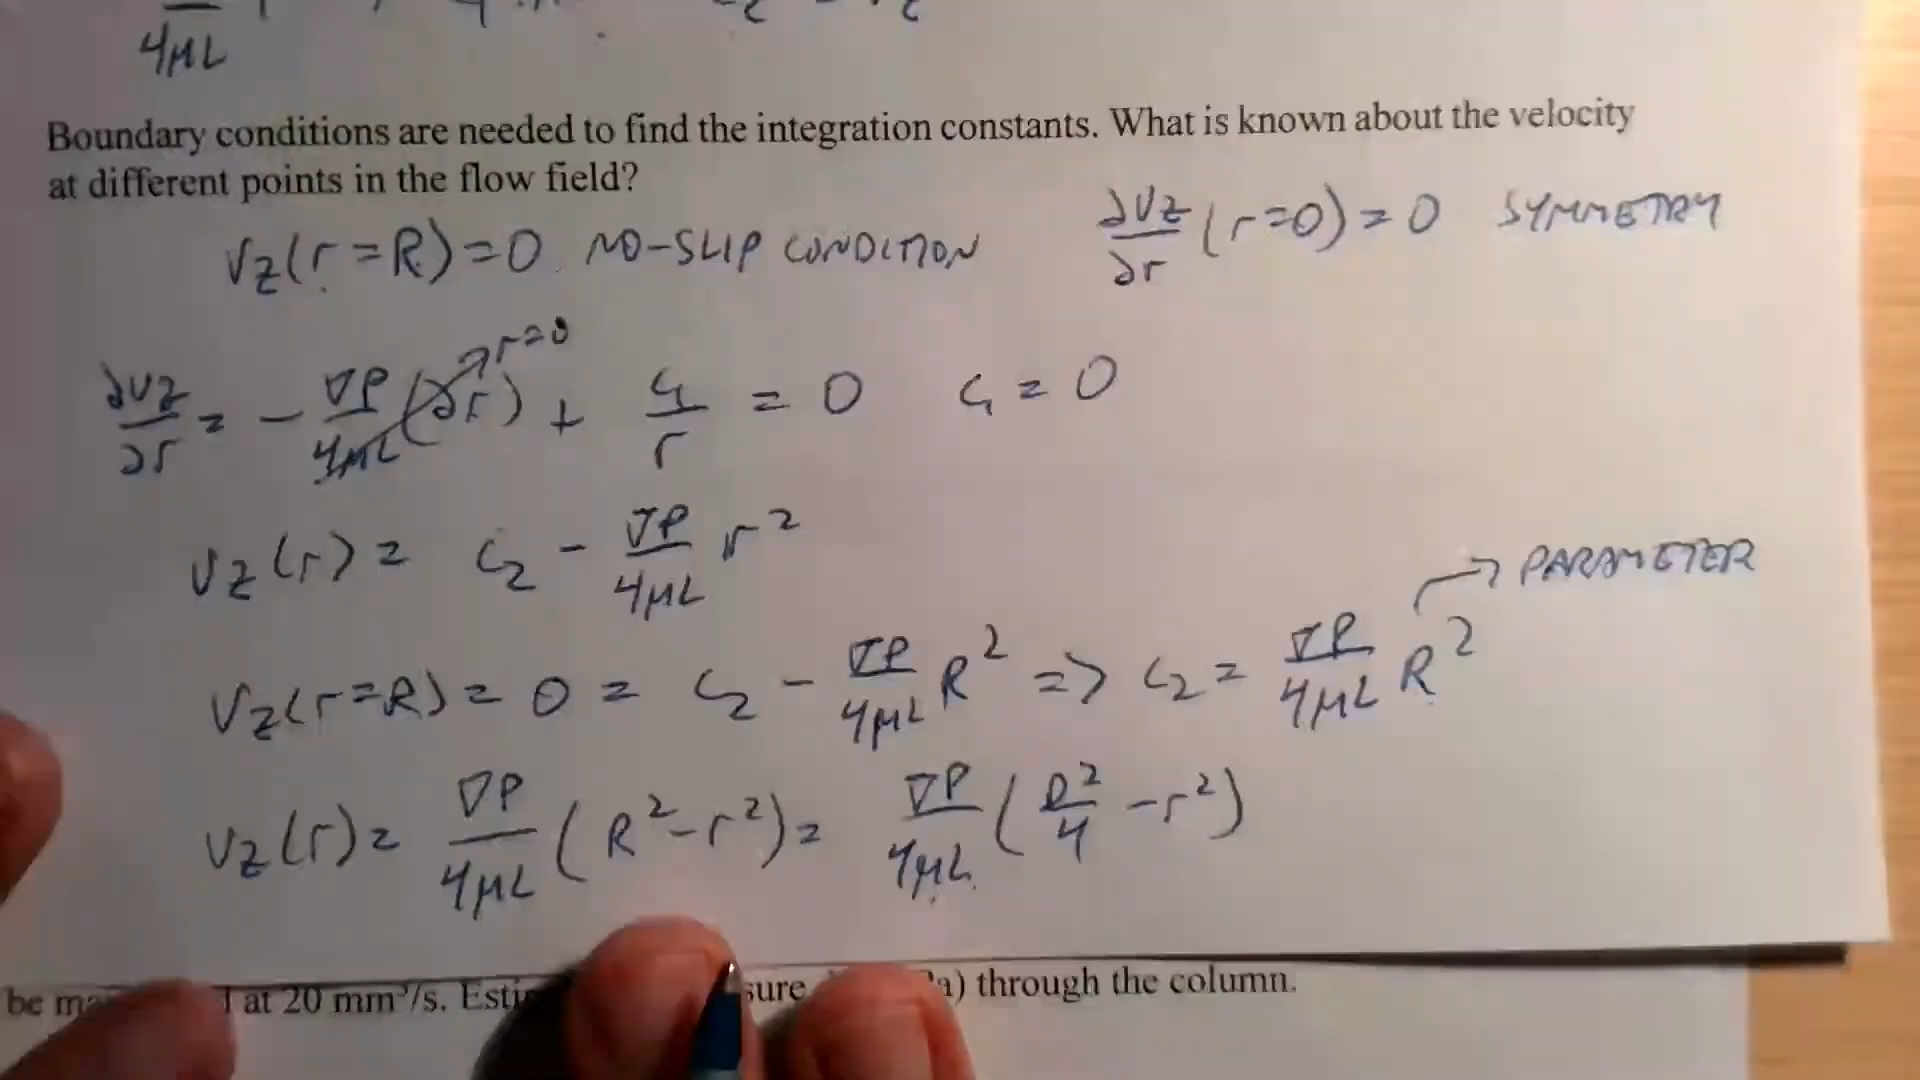 4μL
Boundary conditions are needed to find the integration constants. What is known about the velocity
at different points in the flow field?
Vz(r=R)=0 NO-SLIP CONDITION ∂Vz/∂r (r=0)=0 SYMMETRY
∂Vz/∂r = - ∇P/4μL (2r) + C1/r = 0 C1 = 0
r=0
Vz(r) = C2 - ∇P/4μL r²
→ PARAMETER
Vz(r=R) = 0 = C2 - ∇P/4μL R² => C2 = ∇P/4μL R²
Vz(r) = ∇P/4μL (R²-r²) = ∇P/4μL (D²/4 - r²)
be at 20 mm³/s. through the column.